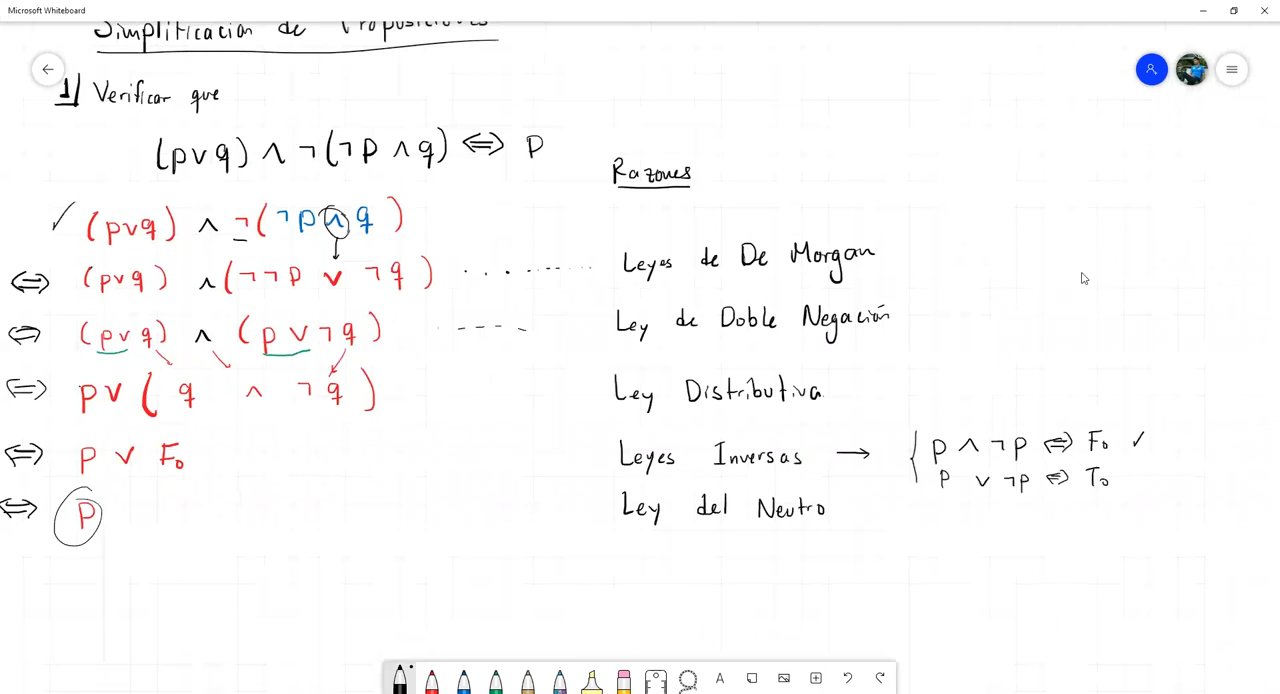 Microsoft Whiteboard
Simplificación de Proposiciones
1) Verificar que
(p∨q) ∧ ¬(¬p ∧ q) ⟺ p
Razones
(p∨q) ∧ ¬(¬p ∧ q)
⟺ (p∨q) ∧ (¬¬p ∨ ¬q) Leyes de De Morgan
⟺ (p∨q) ∧ (p ∨ ¬q) Ley de Doble Negación
⟺ p∨(q ∧ ¬q) Ley Distributiva
⟺ p ∨ F₀ Leyes Inversas → { p ∧ ¬p ⟺ F₀ ✓
p ∨ ¬p ⟺ T₀
⟺ p Ley del Neutro
A